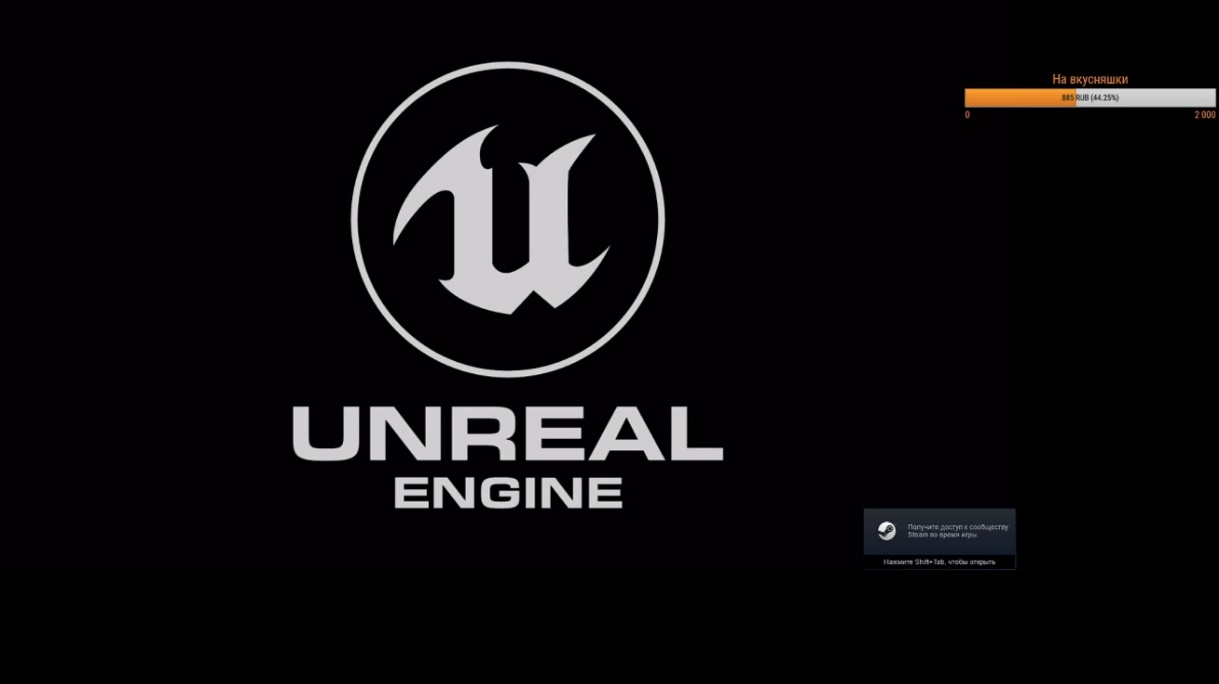 На вкусняшки
885 RUB (44.25%)
0
2 000
UNREAL
ENGINE
Получите доступ к сообществу
Steam во время игры.
Нажмите Shift+Tab, чтобы открыть